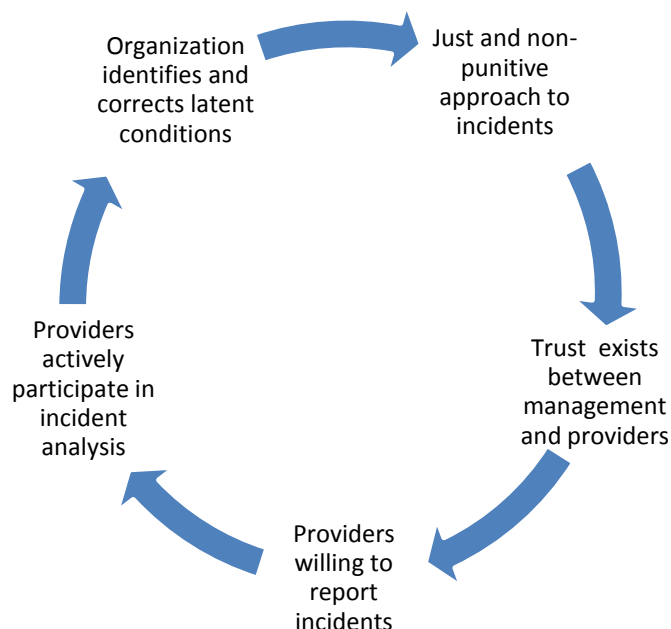 Organization
identifies and
corrects latent
conditions
Just and non-
punitive
approach to
incidents
Trust exists
between
management
and providers
Providers
willing to
report
incidents
Providers
actively
participate in
incident
analysis